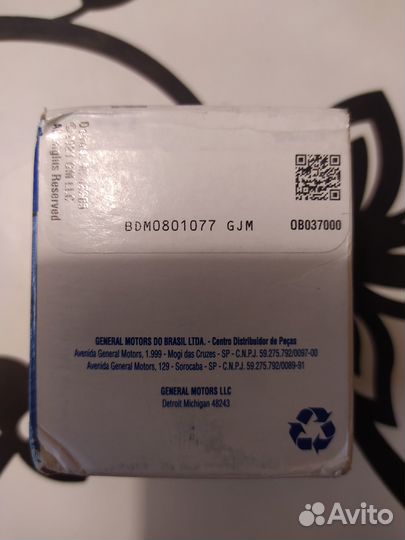 Reserved
BDM0801077 GJM
0B037000
GENERAL MOTORS DO BRASIL LTDA. - Centro Distribuidor de Peças
Avenida General Motors, 1.999 - Mogi das Cruzes - SP - C.N.P.J. 59.275.792/0097-00
Avenida General Motors, 129 - Sorocaba - SP - C.N.P.J. 59.275.792/0089-91
GENERAL MOTORS LLC
Detroit Michigan 48243
Avito